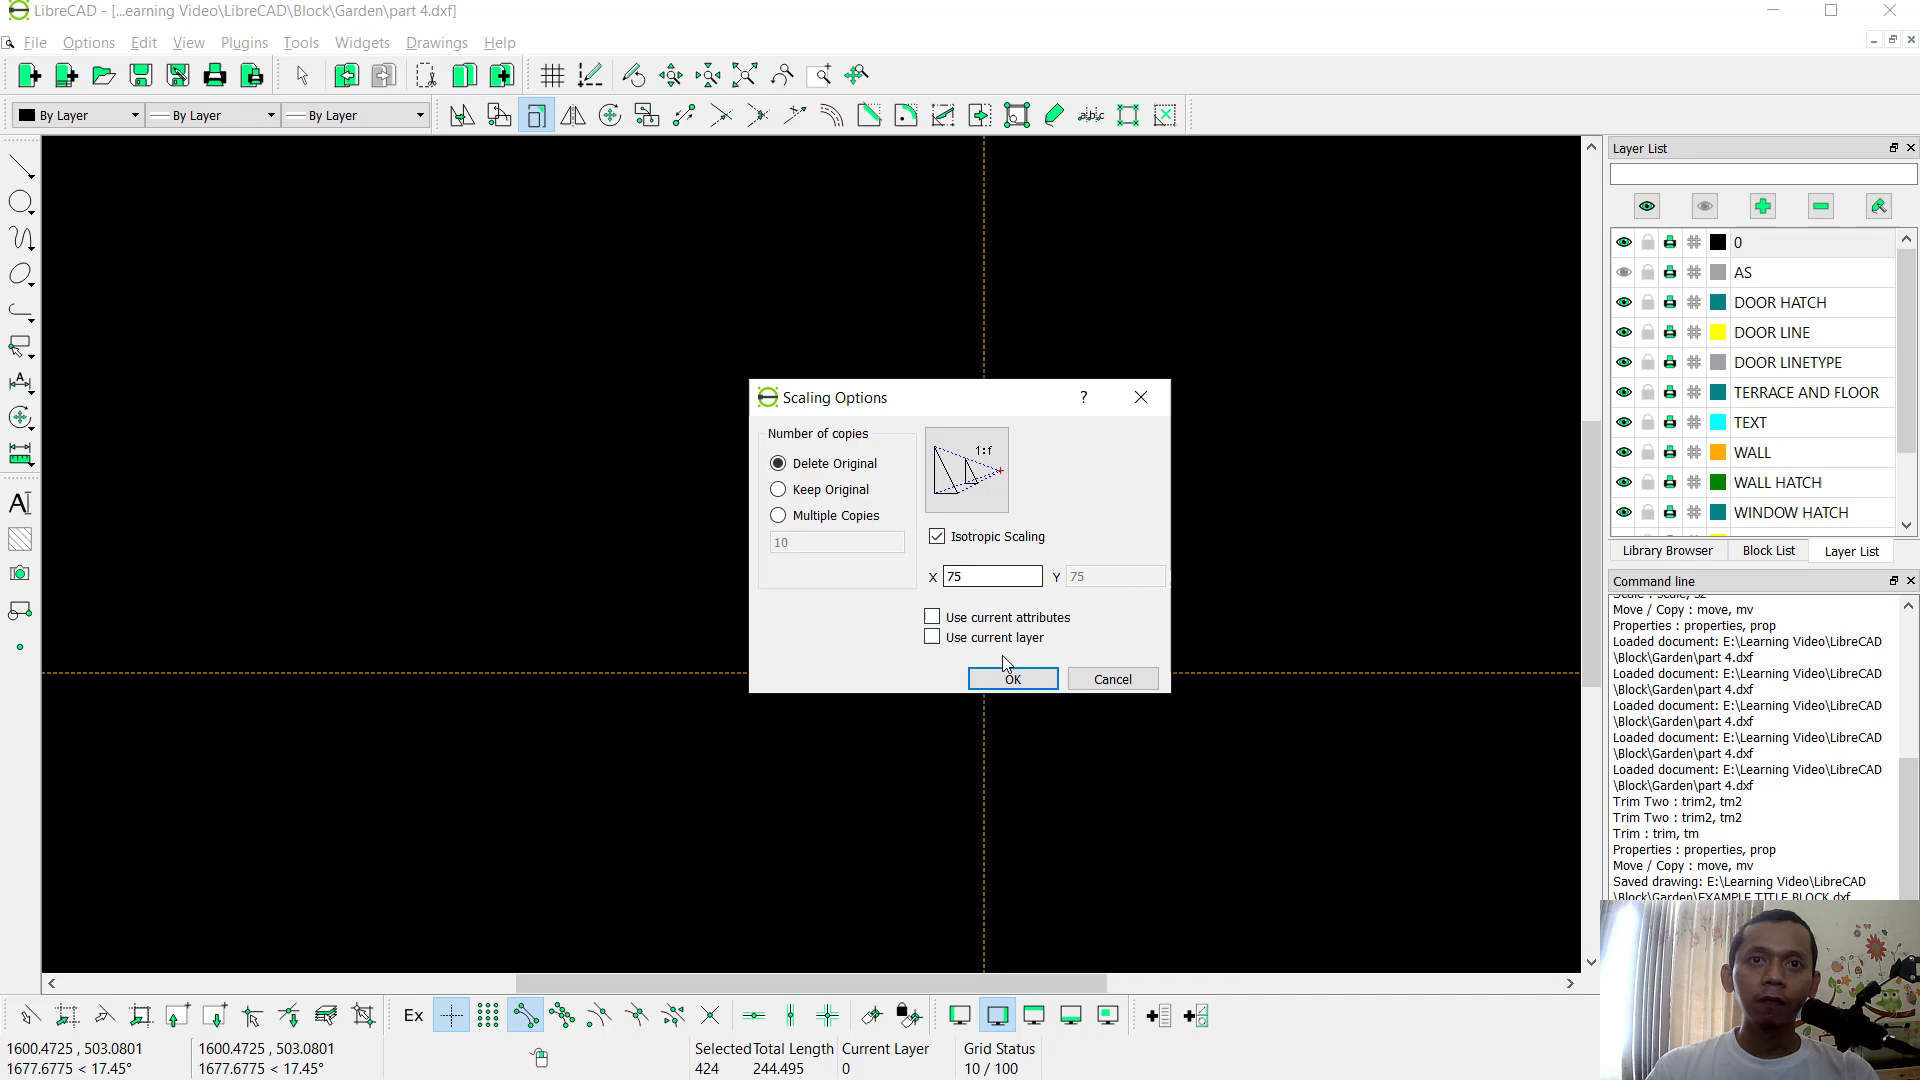 LibreCAD - [...earning Video\LibreCAD\Block\Garden\part 4.dxf]
File Options Edit View Plugins Tools Widgets Drawings Help
By Layer By Layer By Layer
Layer List
0
AS
DOOR HATCH
DOOR LINE
DOOR LINETYPE
TERRACE AND FLOOR
TEXT
WALL
WALL HATCH
WINDOW HATCH
Library Browser Block List Layer List
Scaling Options ?
Number of copies
Delete Original
Keep Original
Multiple Copies
10
1:f
Isotropic Scaling
X 75 Y 75
Use current attributes
Use current layer
OK Cancel
Command line
Scale : scale, sz
Move / Copy : move, mv
Properties : properties, prop
Loaded document: E:\Learning Video\LibreCAD
\Block\Garden\part 4.dxf
Loaded document: E:\Learning Video\LibreCAD
\Block\Garden\part 4.dxf
Loaded document: E:\Learning Video\LibreCAD
\Block\Garden\part 4.dxf
Loaded document: E:\Learning Video\LibreCAD
\Block\Garden\part 4.dxf
Loaded document: E:\Learning Video\LibreCAD
\Block\Garden\part 4.dxf
Trim Two : trim2, tm2
Trim Two : trim2, tm2
Trim : trim, tm
Properties : properties, prop
Move / Copy : move, mv
Saved drawing: E:\Learning Video\LibreCAD
\Block\Garden\EXAMPLE TITLE BLOCK.dxf
Ex
1600.4725 , 503.0801 1600.4725 , 503.0801 Selected Total Length Current Layer Grid Status
1677.6775 < 17.45° 1677.6775 < 17.45° 424 244.495 0 10 / 100